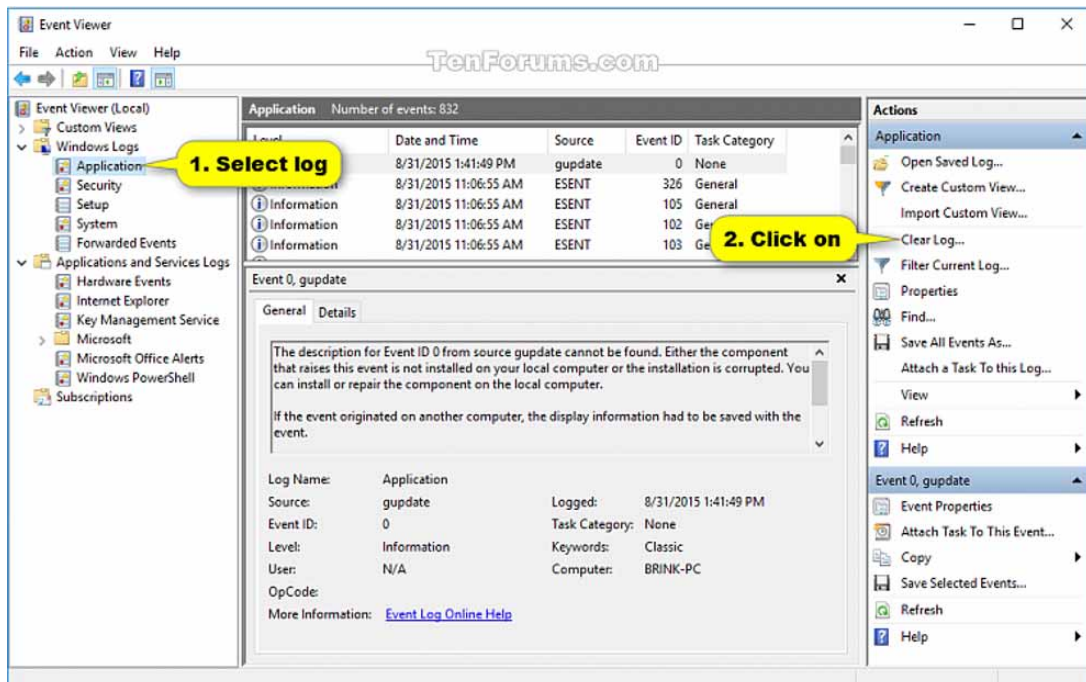 Event Viewer
File Action View Help
TenForums.com
Event Viewer (Local)
Custom Views
Windows Logs
Application
Security
Setup
System
Forwarded Events
Applications and Services Logs
Hardware Events
Internet Explorer
Key Management Service
Microsoft
Microsoft Office Alerts
Windows PowerShell
Subscriptions
1. Select log
Application Number of events: 832
Date and Time Source Event ID Task Category
8/31/2015 1:41:49 PM gupdate 0 None
Information 8/31/2015 11:06:55 AM ESENT 326 General
Information 8/31/2015 11:06:55 AM ESENT 105 General
Information 8/31/2015 11:06:55 AM ESENT 102
Information 8/31/2015 11:06:55 AM ESENT 103
2. Click on
Event 0, gupdate
General Details
The description for Event ID 0 from source gupdate cannot be found. Either the component
that raises this event is not installed on your local computer or the installation is corrupted. You
can install or repair the component on the local computer.
If the event originated on another computer, the display information had to be saved with the
event.
Log Name: Application
Source: gupdate Logged: 8/31/2015 1:41:49 PM
Event ID: 0 Task Category: None
Level: Information Keywords: Classic
User: N/A Computer: BRINK-PC
OpCode:
More Information: Event Log Online Help
Actions
Application
Open Saved Log...
Create Custom View...
Import Custom View...
Clear Log...
Filter Current Log...
Properties
Find...
Save All Events As...
Attach a Task To this Log...
View
Refresh
Help
Event 0, gupdate
Event Properties
Attach Task To This Event...
Copy
Save Selected Events...
Refresh
Help